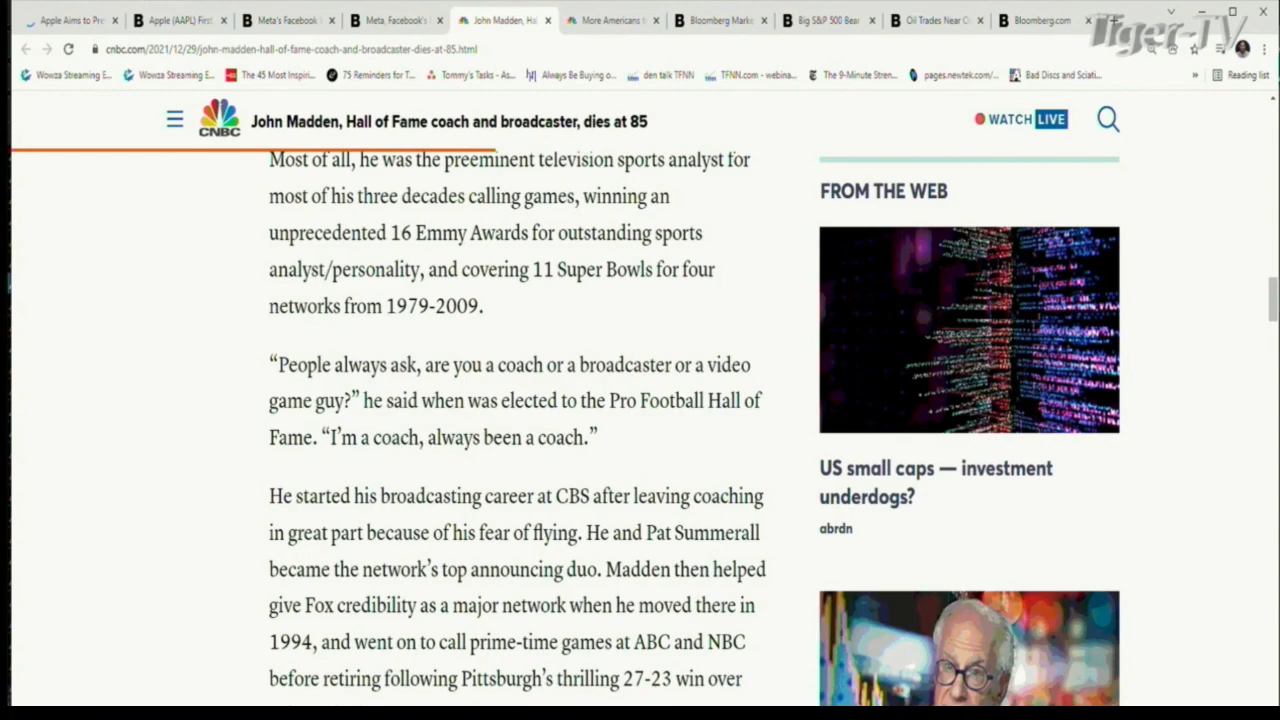 Apple Aims to Pre
Apple (AAPL) First
Meta's Facebook
Meta, Facebook's
John Madden, Hal
More Americans t
Bloomberg Marke
Big S&P 500 Bear
Oil Trades Near
Bloomberg.com
Tiger-TV
cnbc.com/2021/12/29/john-madden-hall-of-fame-coach-and-broadcaster-dies-at-85.html
Wowza Streaming E...
Wowza Streaming E...
The 45 Most Inspiri...
75 Reminders for T...
Tommy's Tasks - As...
Always Be Buying o...
den talk TFNN
TFNN.com - webina...
The 9-Minute Stren...
pages.newtek.com/...
Bad Discs and Sciati...
»
Reading list
CNBC
John Madden, Hall of Fame coach and broadcaster, dies at 85
WATCH LIVE
Most of all, he was the preeminent television sports analyst for
most of his three decades calling games, winning an
unprecedented 16 Emmy Awards for outstanding sports
analyst/personality, and covering 11 Super Bowls for four
networks from 1979-2009.
“People always ask, are you a coach or a broadcaster or a video
game guy?” he said when was elected to the Pro Football Hall of
Fame. “I’m a coach, always been a coach.”
He started his broadcasting career at CBS after leaving coaching
in great part because of his fear of flying. He and Pat Summerall
became the network’s top announcing duo. Madden then helped
give Fox credibility as a major network when he moved there in
1994, and went on to call prime-time games at ABC and NBC
before retiring following Pittsburgh’s thrilling 27-23 win over
FROM THE WEB
US small caps — investment
underdogs?
abrdn